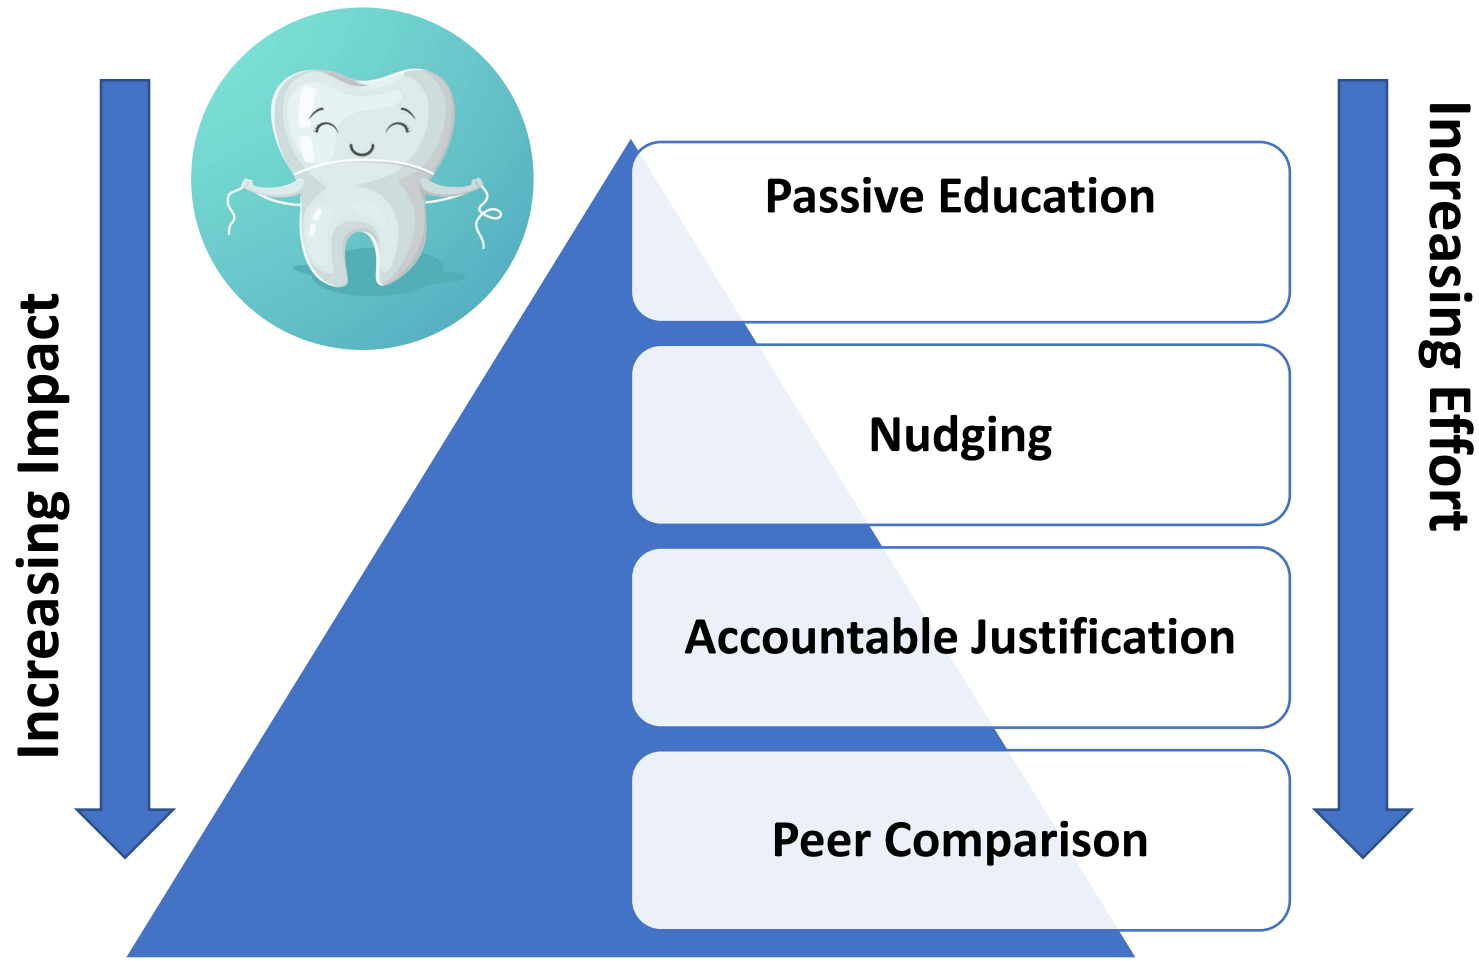 Increasing Impact
Passive Education
Nudging
Accountable Justification
Peer Comparison
Increasing Effort